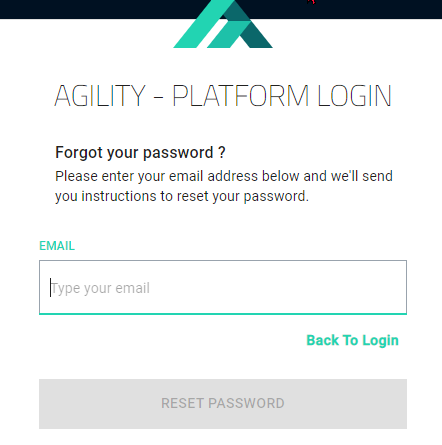 AGILITY - PLATFORM LOGIN
Forgot your password ?
Please enter your email address below and we'll send
you instructions to reset your password.
EMAIL
Type your email
Back To Login
RESET PASSWORD